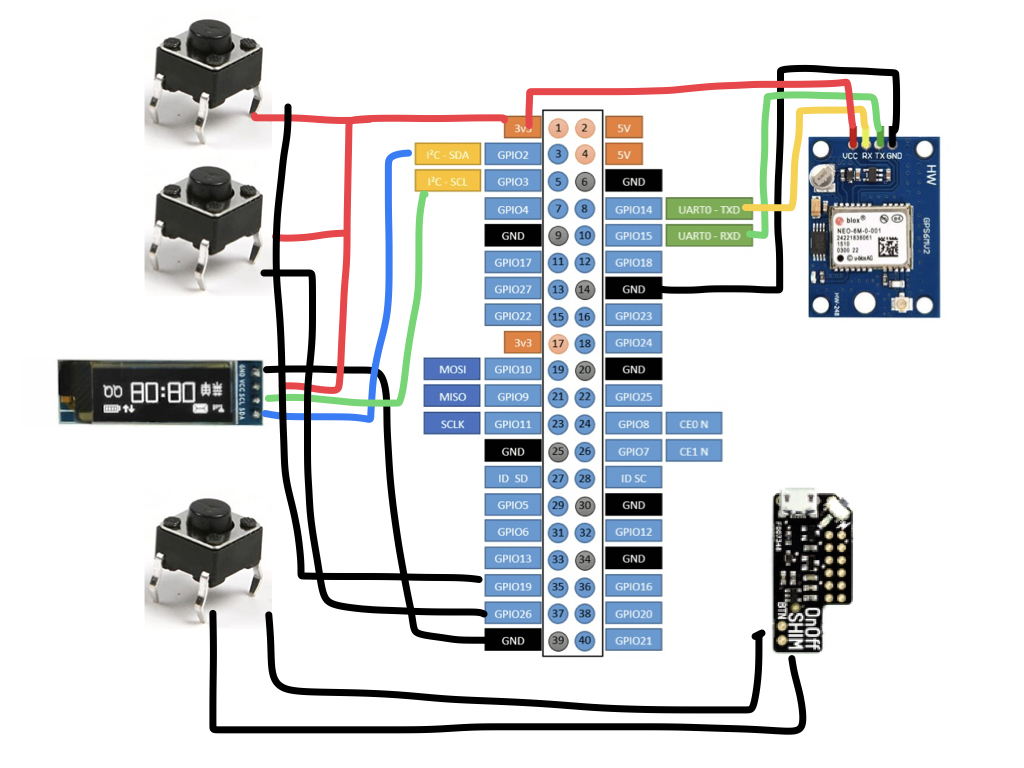 3v3 1 2 5V
I²C - SDA GPIO2 3 4 5V
I²C - SCL GPIO3 5 6 GND
GPIO4 7 8 GPIO14 UART0 - TXD
GND 9 10 GPIO15 UART0 - RXD
GPIO17 11 12 GPIO18
GPIO27 13 14 GND
GPIO22 15 16 GPIO23
3v3 17 18 GPIO24
MOSI GPIO10 19 20 GND
MISO GPIO9 21 22 GPIO25
SCLK GPIO11 23 24 GPIO8 CE0 N
GND 25 26 GPIO7 CE1 N
ID SD 27 28 ID SC
GPIO5 29 30 GND
GPIO6 31 32 GPIO12
GPIO13 33 34 GND
GPIO19 35 36 GPIO16
GPIO26 37 38 GPIO20
GND 39 40 GPIO21
VCC RX TX GND
HW
GPS6MV2
HW-248
blox
NEO-6M-0-001
1510
0300 22
u-blox AG
GND VCC SCL SDA
80:80
BTN
OnOff
SHIM